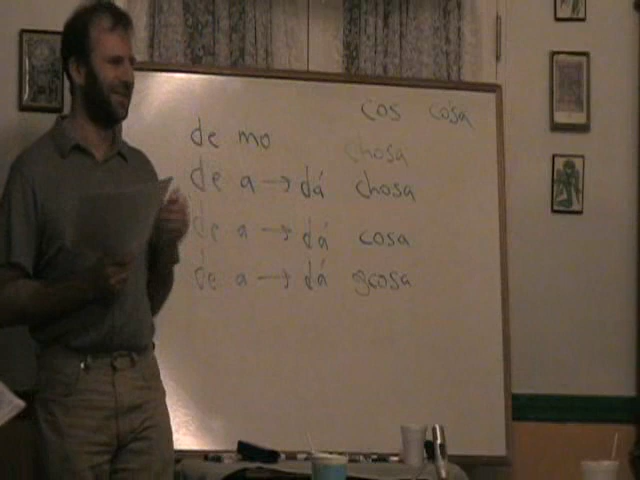 cos cosa
de mo chosa
de a → dá chosa
de a → dá cosa
de a → dá gcosa